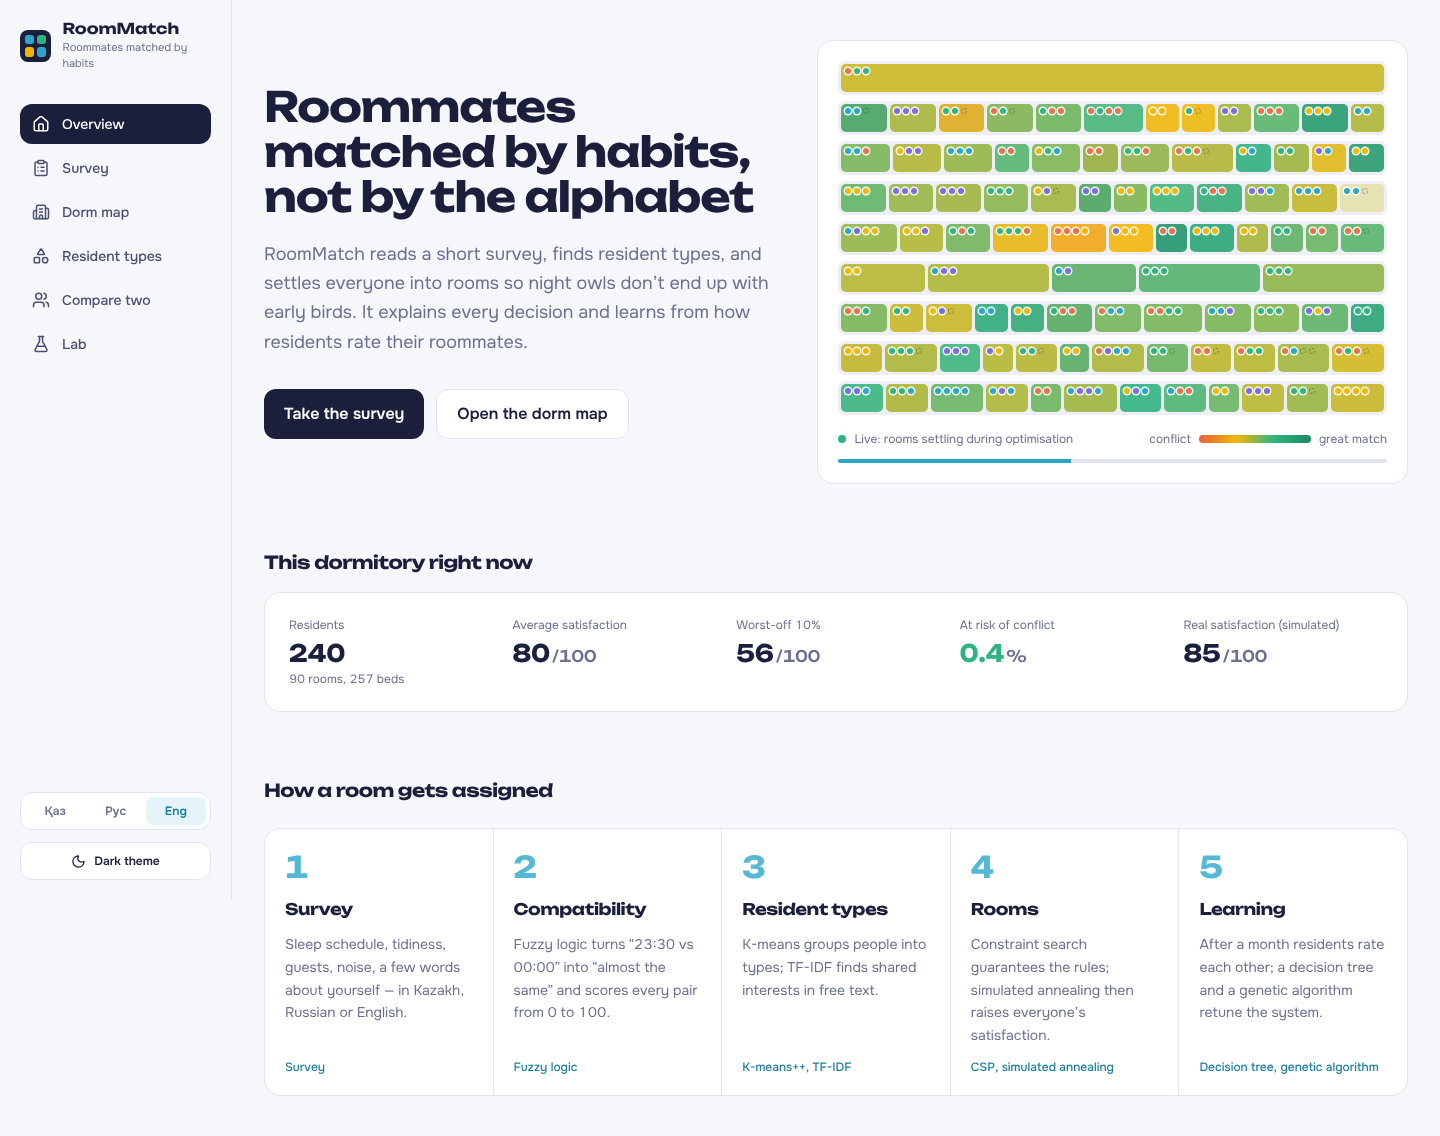 RoomMatch
Roommates matched by
habits
Overview
Survey
Dorm map
Resident types
Compare two
Lab
Қаз
Рус
Eng
Dark theme
Roommates
matched by habits,
not by the alphabet
RoomMatch reads a short survey, finds resident types, and
settles everyone into rooms so night owls don’t end up with
early birds. It explains every decision and learns from how
residents rate their roommates.
Take the survey
Open the dorm map
Live: rooms settling during optimisation
conflict
great match
This dormitory right now
Residents
240
90 rooms, 257 beds
Average satisfaction
80/100
Worst-off 10%
56/100
At risk of conflict
0.4%
Real satisfaction (simulated)
85/100
How a room gets assigned
1
Survey
Sleep schedule, tidiness,
guests, noise, a few words
about yourself — in Kazakh,
Russian or English.
Survey
2
Compatibility
Fuzzy logic turns “23:30 vs
00:00” into “almost the
same” and scores every pair
from 0 to 100.
Fuzzy logic
3
Resident types
K-means groups people into
types; TF-IDF finds shared
interests in free text.
K-means++, TF-IDF
4
Rooms
Constraint search
guarantees the rules;
simulated annealing then
raises everyone’s
satisfaction.
CSP, simulated annealing
5
Learning
After a month residents rate
each other; a decision tree
and a genetic algorithm
retune the system.
Decision tree, genetic algorithm